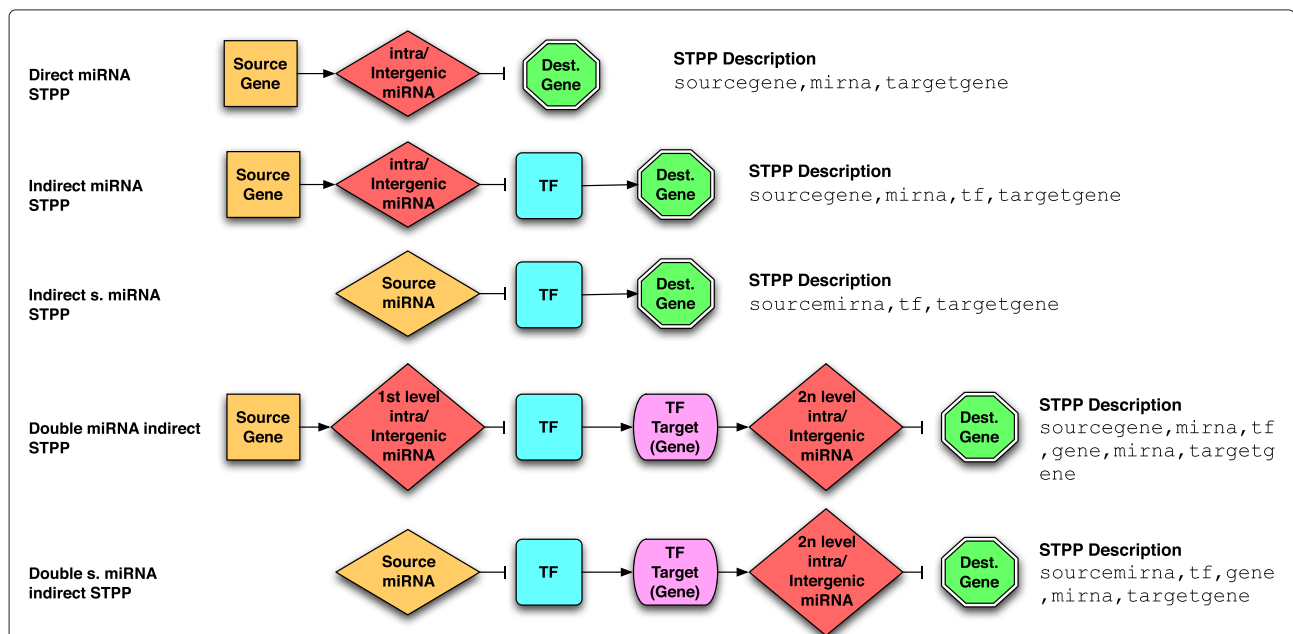 Direct miRNA
STPP
Source
Gene
intra/
Intergenic
miRNA
Dest.
Gene
STPP Description
sourcegene,mirna,targetgene
Indirect miRNA
STPP
Source
Gene
intra/
Intergenic
miRNA
TF
Dest.
Gene
STPP Description
sourcegene,mirna,tf,targetgene
Indirect s. miRNA
STPP
Source
miRNA
TF
Dest.
Gene
STPP Description
sourcemirna,tf,targetgene
Double miRNA indirect
STPP
Source
Gene
1st level
intra/
Intergenic
miRNA
TF
TF
Target
(Gene)
2n level
intra/
Intergenic
miRNA
Dest.
Gene
STPP Description
sourcegene,mirna,tf
,gene,mirna,targetg
ene
Double s. miRNA
indirect STPP
Source
miRNA
TF
TF
Target
(Gene)
2n level
intra/
Intergenic
miRNA
Dest.
Gene
STPP Description
sourcemirna,tf,gene
,mirna,targetgene